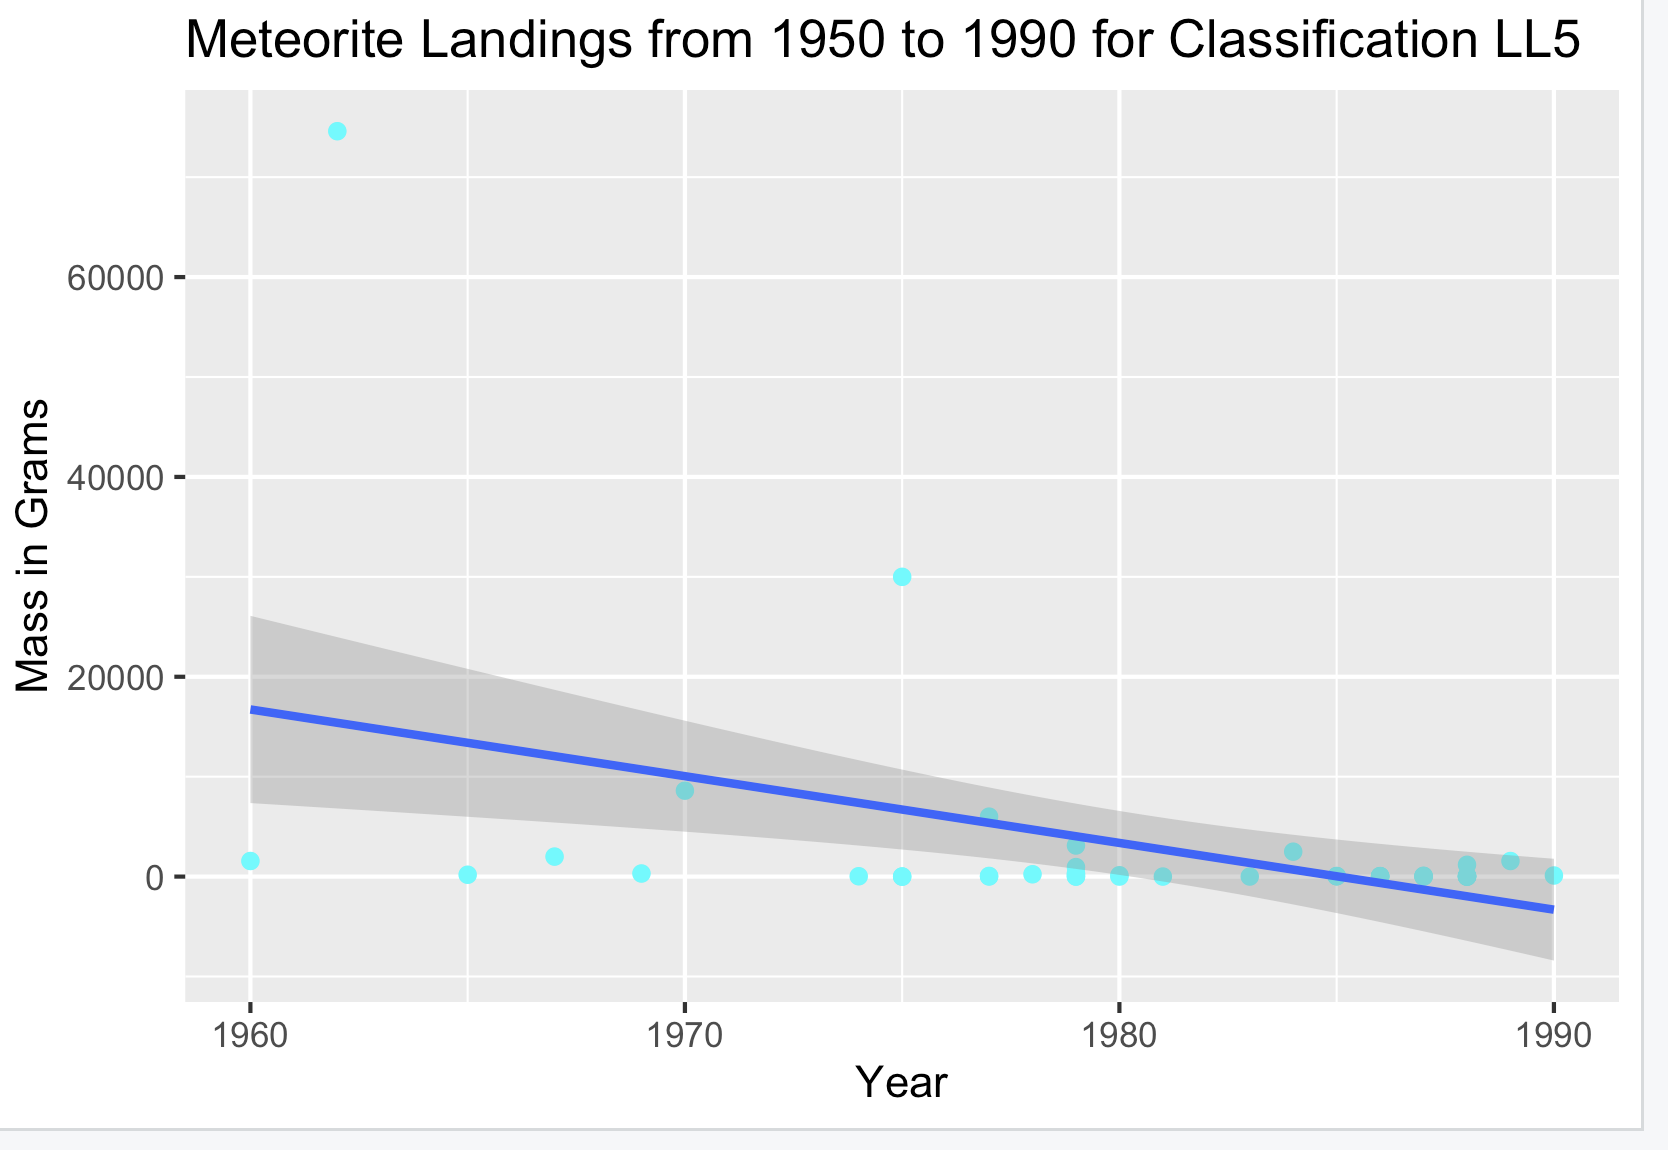 Meteorite Landings from 1950 to 1990 for Classification LL5
Mass in Grams
60000
40000
20000
0
1960 1970 1980 1990
Year